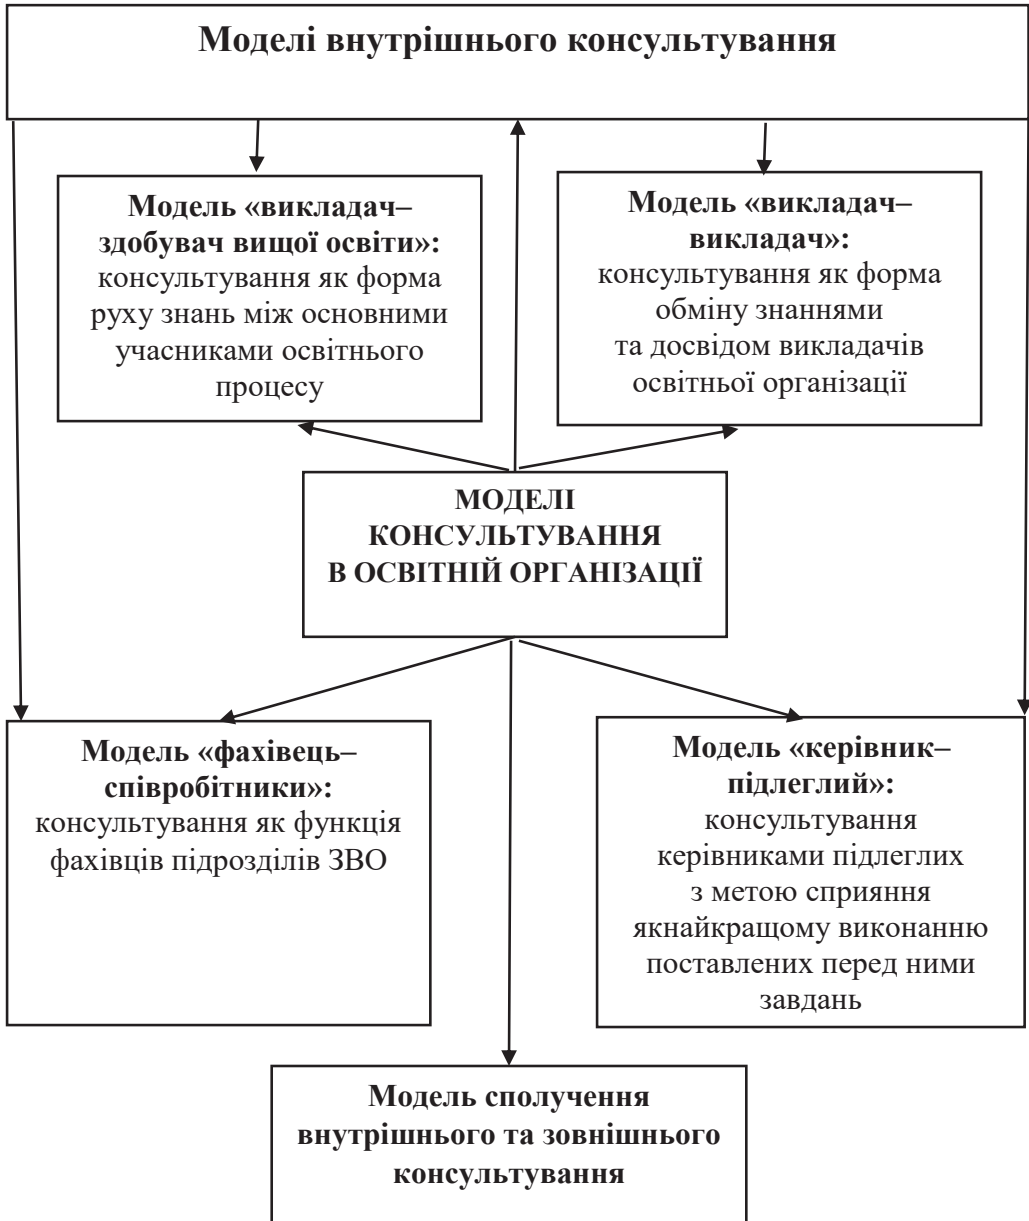 Моделі внутрішнього консультування
Модель «викладач–
здобувач вищої освіти»:
консультування як форма
руху знань між основними
учасниками освітнього
процесу
Модель «викладач–
викладач»:
консультування як форма
обміну знаннями
та досвідом викладачів
освітньої організації
МОДЕЛІ
КОНСУЛЬТУВАННЯ
В ОСВІТНІЙ ОРГАНІЗАЦІЇ
Модель «фахівець–
співробітники»:
консультування як функція
фахівців підрозділів ЗВО
Модель «керівник–
підлеглий»:
консультування
керівниками підлеглих
з метою сприяння
якнайкращому виконанню
поставлених перед ними
завдань
Модель сполучення
внутрішнього та зовнішнього
консультування